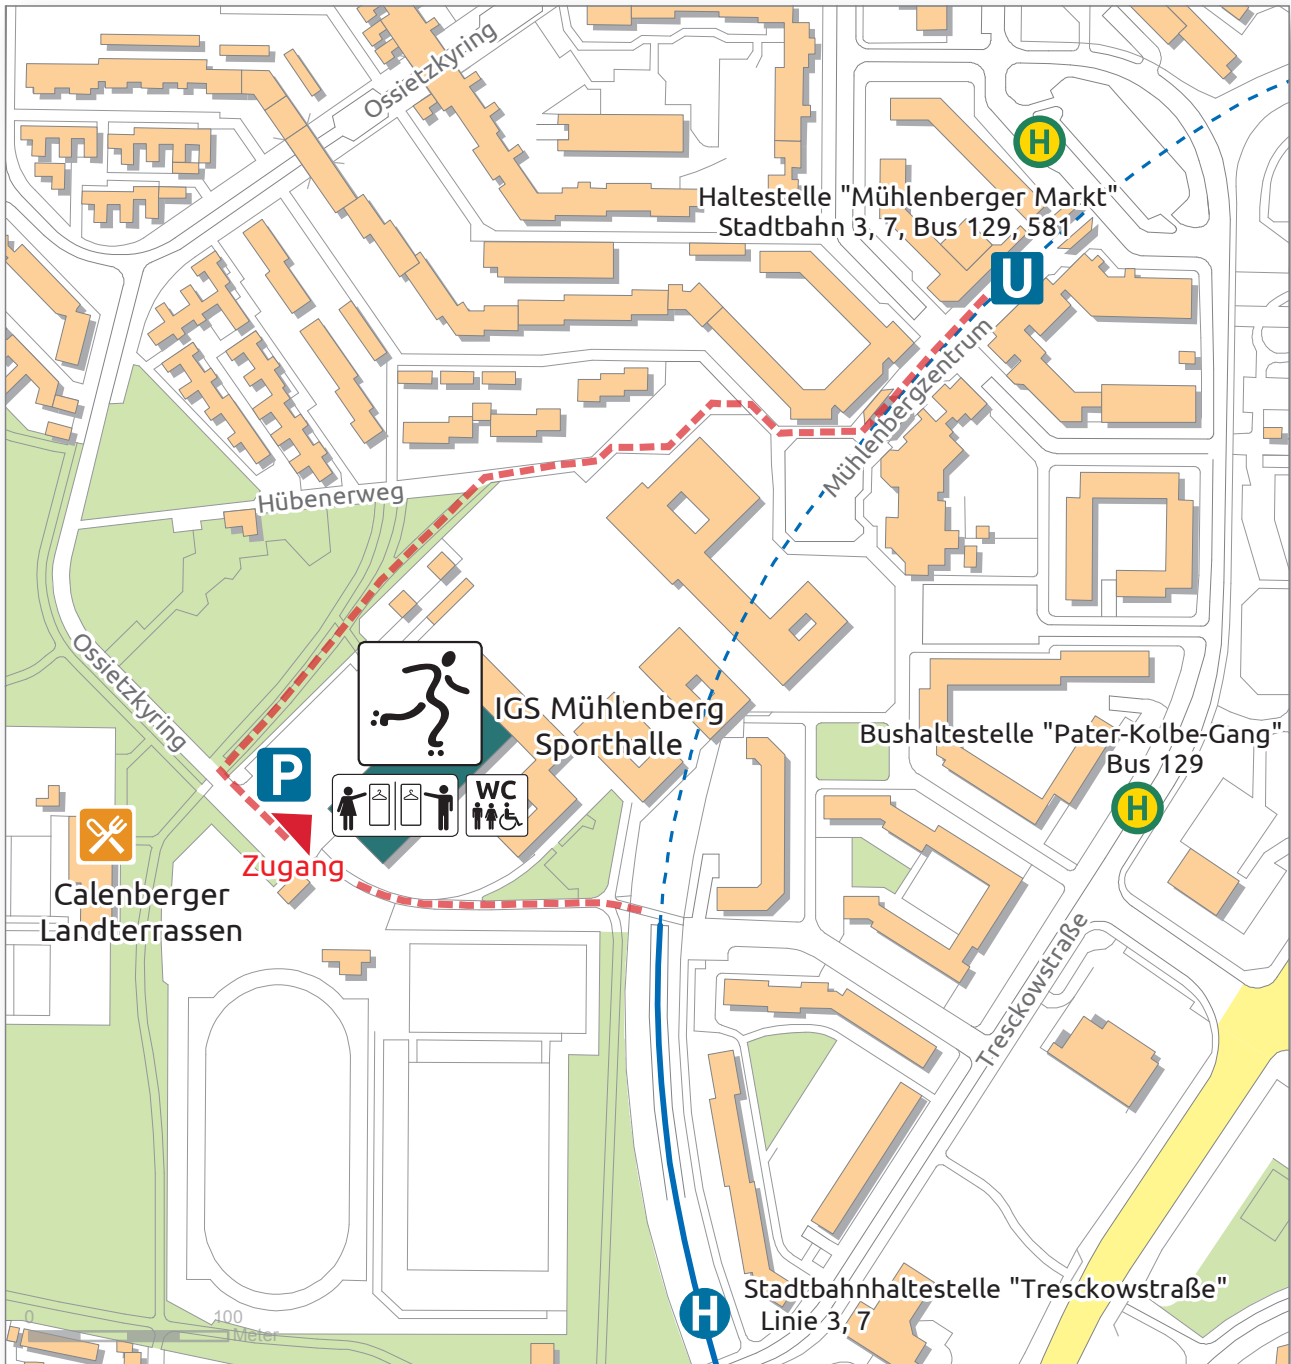 Ossietzkyring
H
Haltestelle "Mühlenberger Markt"
Stadtbahn 3, 7, Bus 129, 581
U
Mühlenbergzentrum
Hübenerweg
Ossietzkyring
IGS Mühlenberg
Sporthalle
P
WC
Zugang
Bushaltestelle "Pater-Kolbe-Gang"
Bus 129
H
Calenberger
Landterrassen
Tresckowstraße
Stadtbahnhaltestelle "Tresckowstraße"
Linie 3, 7
H
0 100
Meter